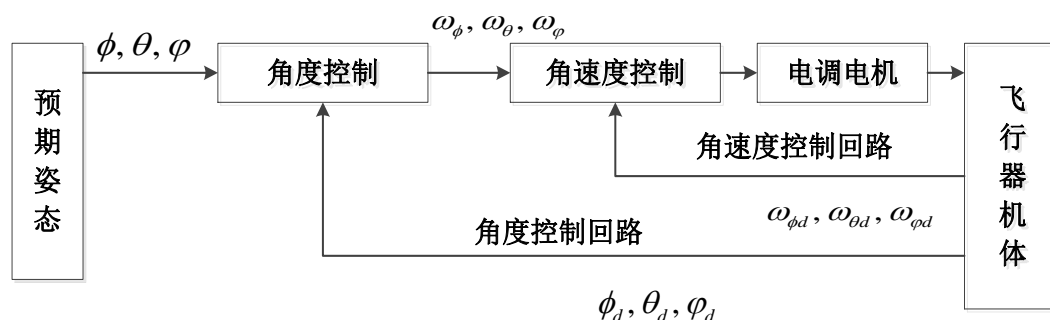 预期姿态
ϕ, θ, φ
角度控制
ω_ϕ, ω_θ, ω_φ
角速度控制
电调电机
飞行器机体
角速度控制回路
ω_ϕd, ω_θd, ω_φd
角度控制回路
ϕ_d, θ_d, φ_d